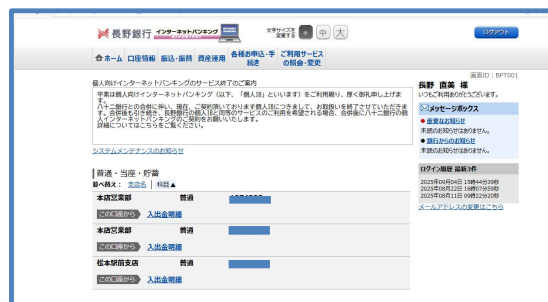 長野銀行 インターネットバンキング
文字サイズを変更する 小 中 大
ログアウト
ホーム 口座情報 振込・振替 資産運用 各種お申込・手続き ご利用サービスの照会・変更
画面ID：BPT001
個人向けインターネットバンキングのサービス終了のご案内
平素は個人向けインターネットバンキング（以下、「個人IB」といいます）をご利用賜り、厚く御礼申し上げます。
八十二銀行との合併に伴い、現在、ご契約頂いております個人IBにつきまして、お取扱いを終了させていただきます。合併後も引き続き、長野銀行の個人IBと同等のサービスのご利用を希望される場合、合併後に八十二銀行の個人インターネットバンキングのご契約をお願いいたします。
詳細についてはこちらをご覧ください。
システムメンテナンスのお知らせ
普通・当座・貯蓄
並べ替え： 支店名 | 科目▲
本店営業部 普通
この口座から 入出金明細
本店営業部 普通
この口座から 入出金明細
松本駅前支店 普通
この口座から 入出金明細
長野 直美 様
いつもご利用ありがとうございます。
メッセージボックス
重要なお知らせ
未読のお知らせはありません。
銀行からのお知らせ
未読のお知らせはありません。
ログイン履歴 最新3件
2025年09月04日 15時44分39秒
2025年08月22日 16時07分59秒
2025年08月11日 09時22分20秒
メールアドレスの変更はこちら